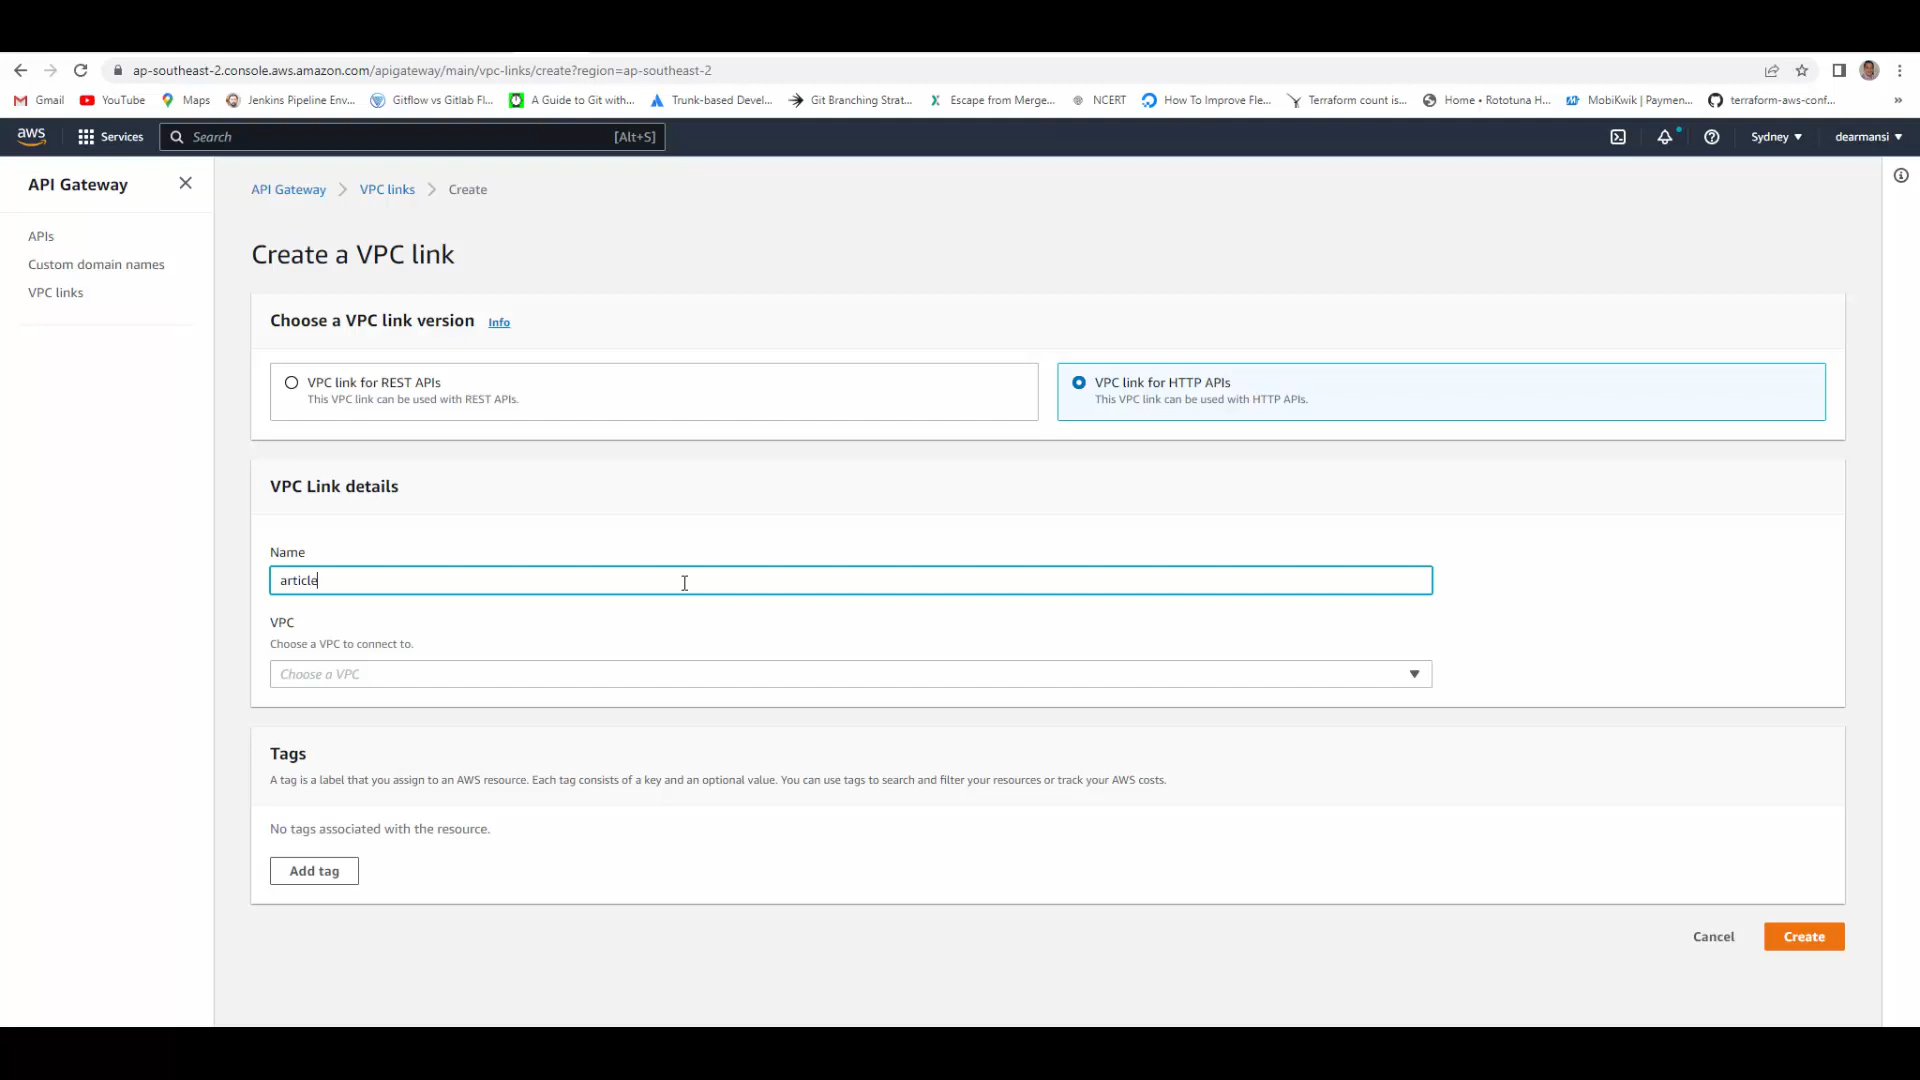 ap-southeast-2.console.aws.amazon.com/apigateway/main/vpc-links/create?region=ap-southeast-2
Gmail YouTube Maps Jenkins Pipeline Env... Gitflow vs Gitlab Fl... A Guide to Git with... Trunk-based Devel... Git Branching Strat... Escape from Merge... NCERT How To Improve Fle... Terraform count is... Home • Rototuna H... MobiKwik | Paymen... terraform-aws-conf... »
aws Services Search [Alt+S] Sydney dearmansi
API Gateway
APIs
Custom domain names
VPC links
API Gateway VPC links Create
Create a VPC link
Choose a VPC link version Info
VPC link for REST APIs
This VPC link can be used with REST APIs.
VPC link for HTTP APIs
This VPC link can be used with HTTP APIs.
VPC Link details
Name
article
VPC
Choose a VPC to connect to.
Choose a VPC
Tags
A tag is a label that you assign to an AWS resource. Each tag consists of a key and an optional value. You can use tags to search and filter your resources or track your AWS costs.
No tags associated with the resource.
Add tag
Cancel Create